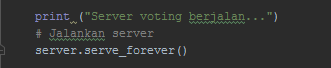 print ("Server voting berjalan...")
# Jalankan server
server.serve_forever()